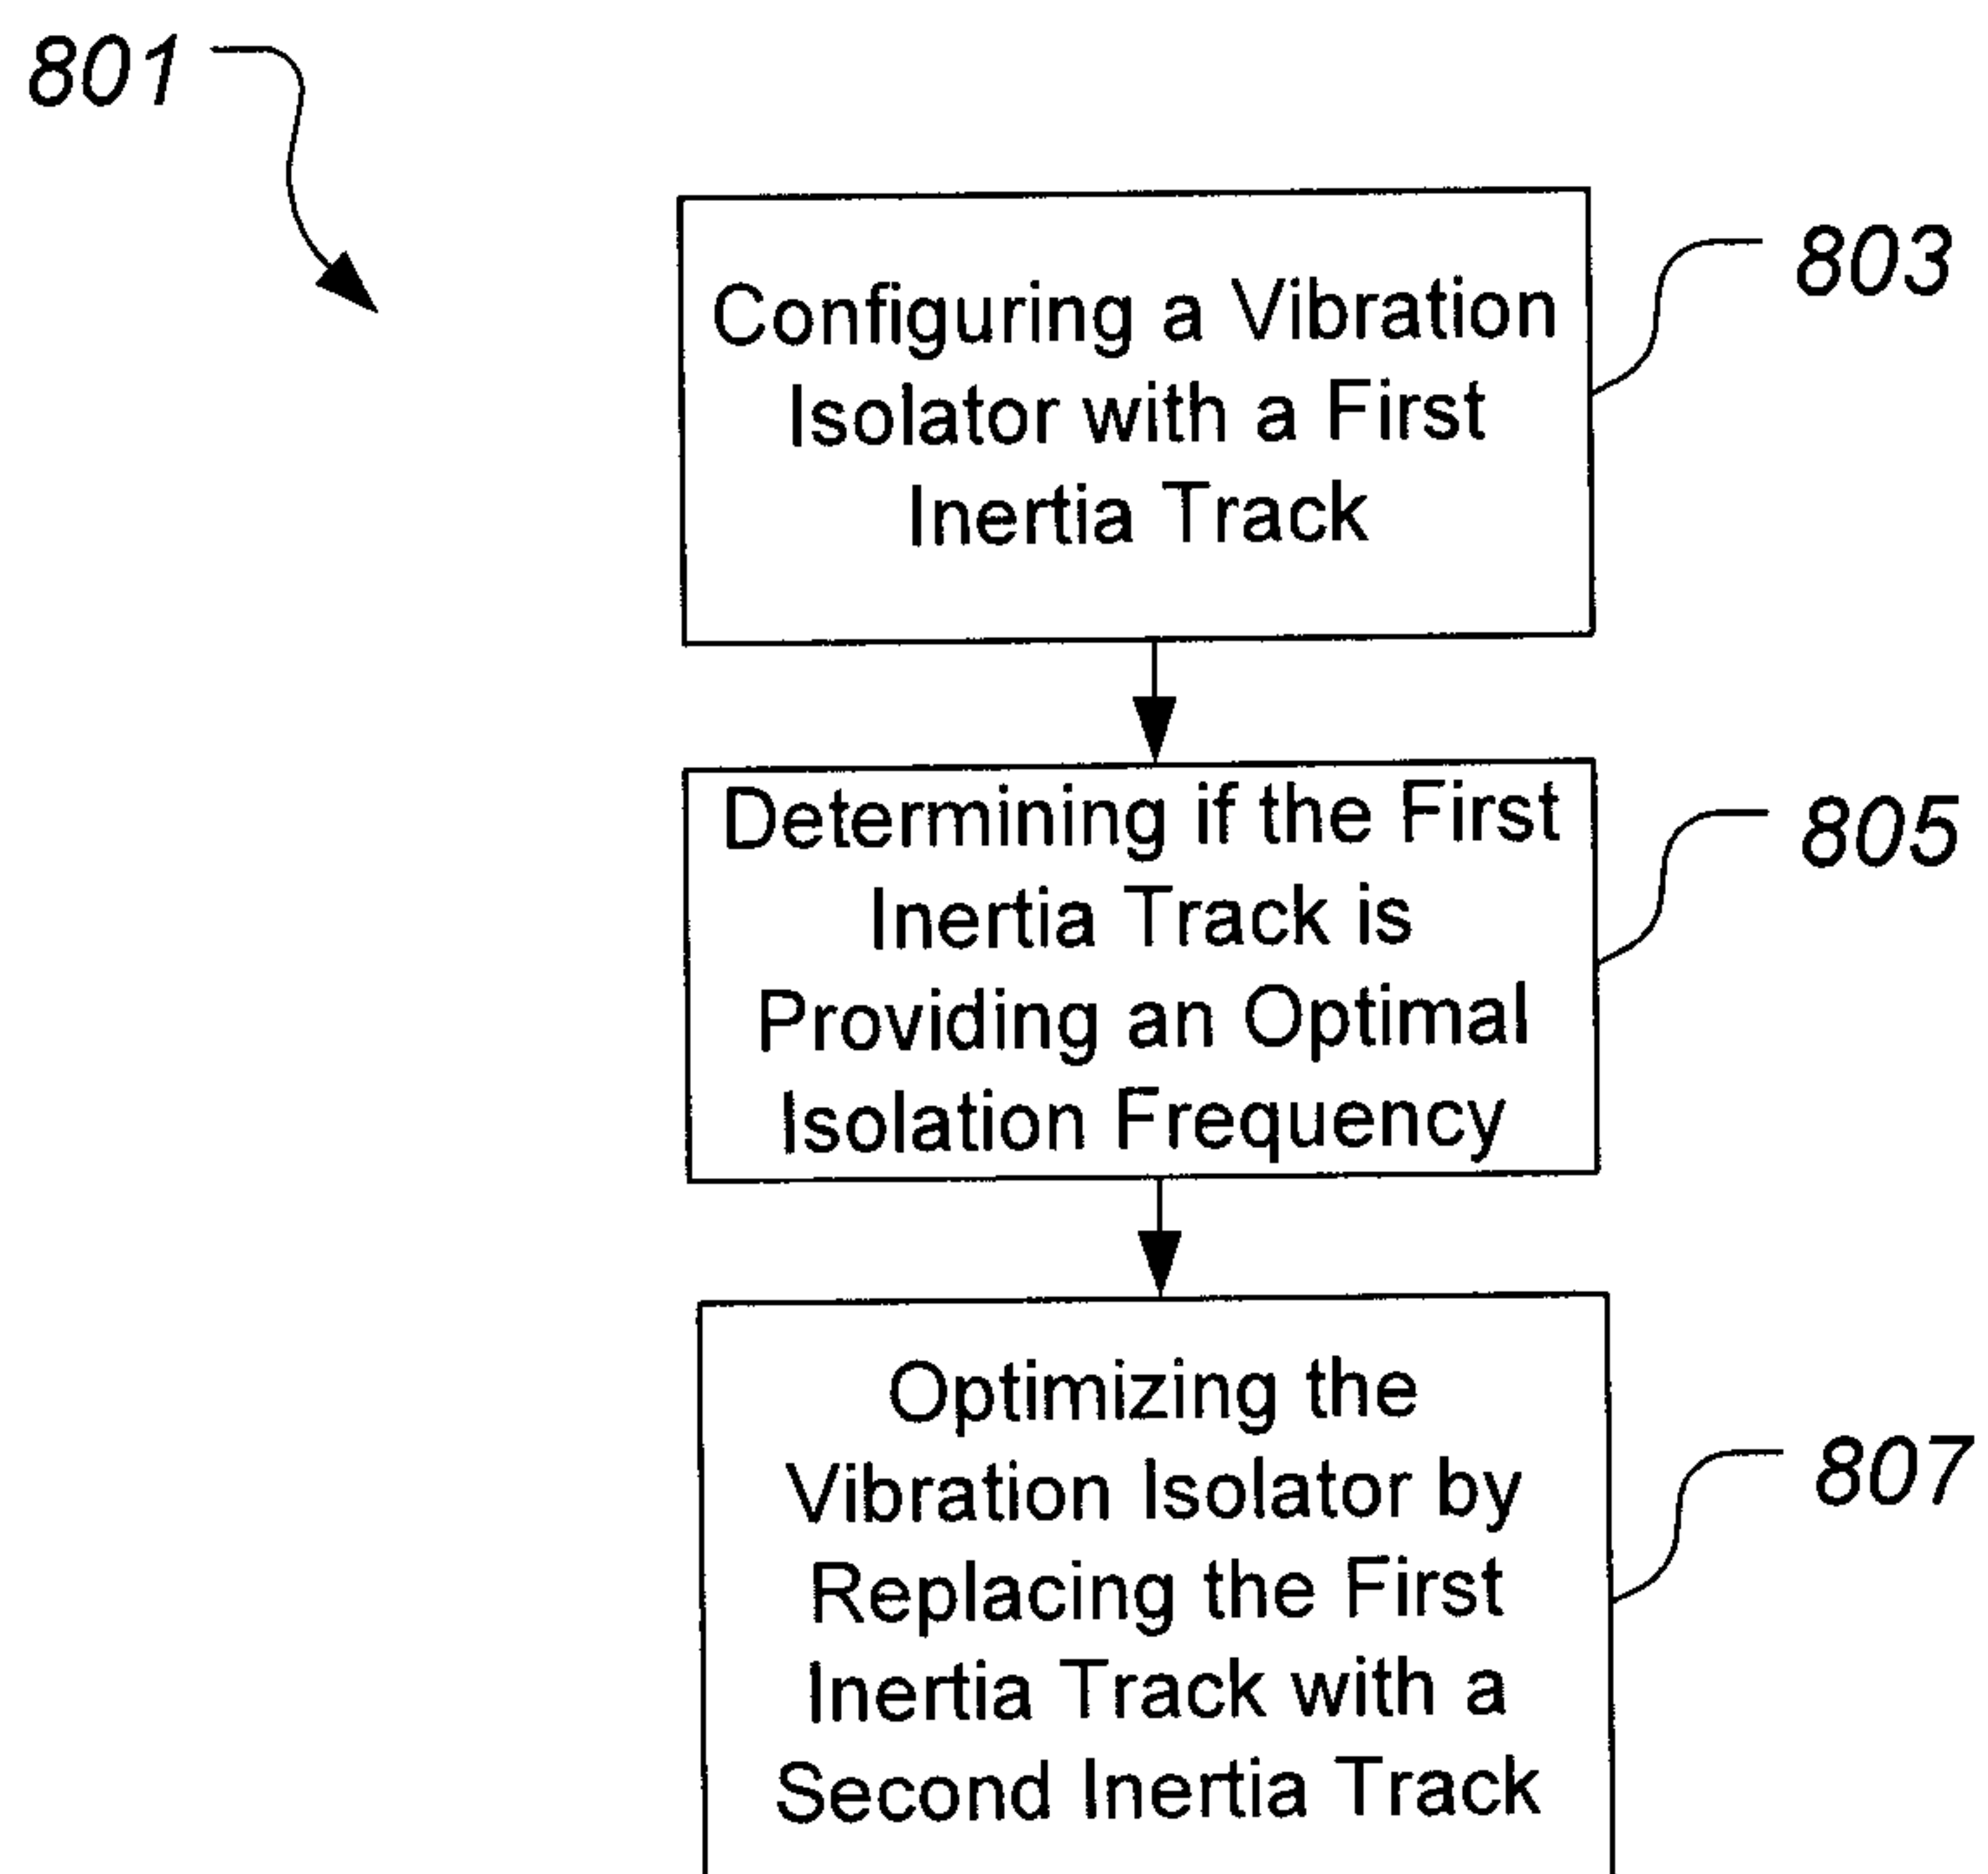 801
Configuring a Vibration
Isolator with a First
Inertia Track
803
Determining if the First
Inertia Track is
Providing an Optimal
Isolation Frequency
805
Optimizing the
Vibration Isolator by
Replacing the First
Inertia Track with a
Second Inertia Track
807